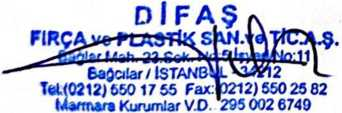 DİFAŞ
FIRÇA ve PLASTİK SAN. ve TİC.A.Ş.
Bağlar Mah. 23.Sok. No:11
Bağcılar / İSTANBUL
Tel:(0212) 550 17 55 Fax:(0212) 550 25 82
Marmara Kurumlar V.D. 295 002 6749